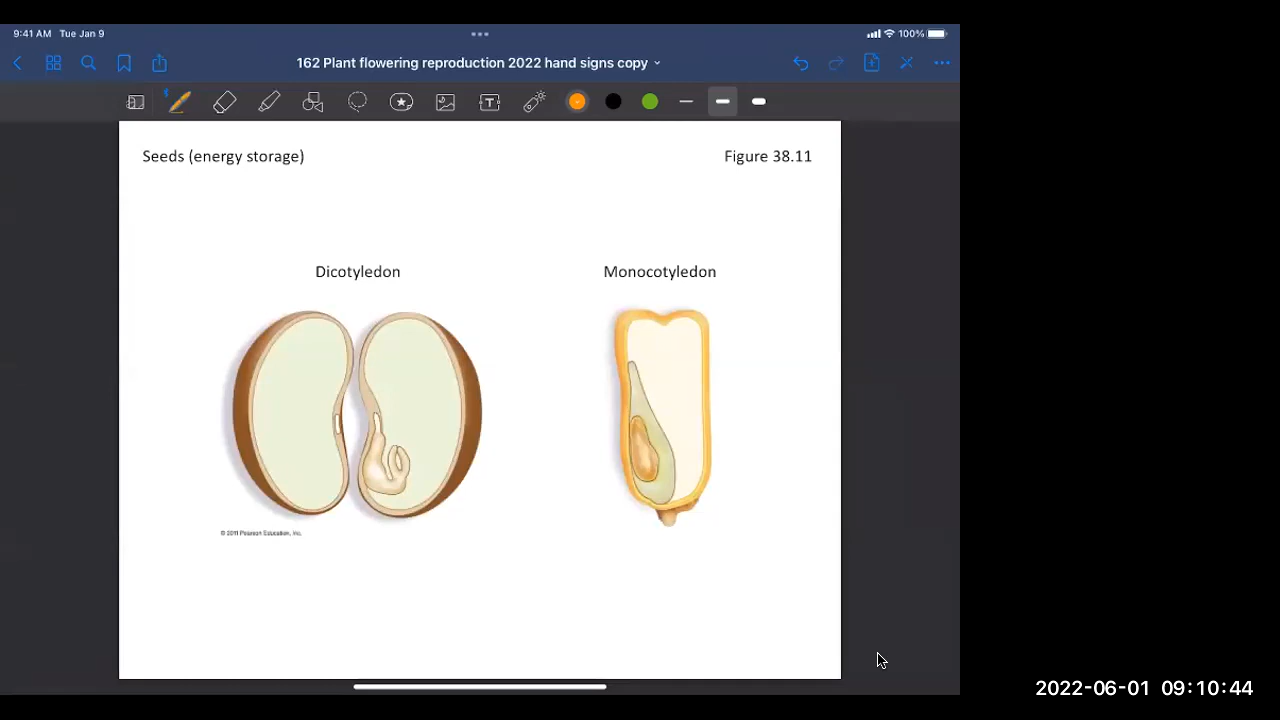 9:41 AM Tue Jan 9
100%
162 Plant flowering reproduction 2022 hand signs copy
Seeds (energy storage)
Figure 38.11
Dicotyledon
Monocotyledon
© 2011 Pearson Education, Inc.
2022-06-01 09:10:44